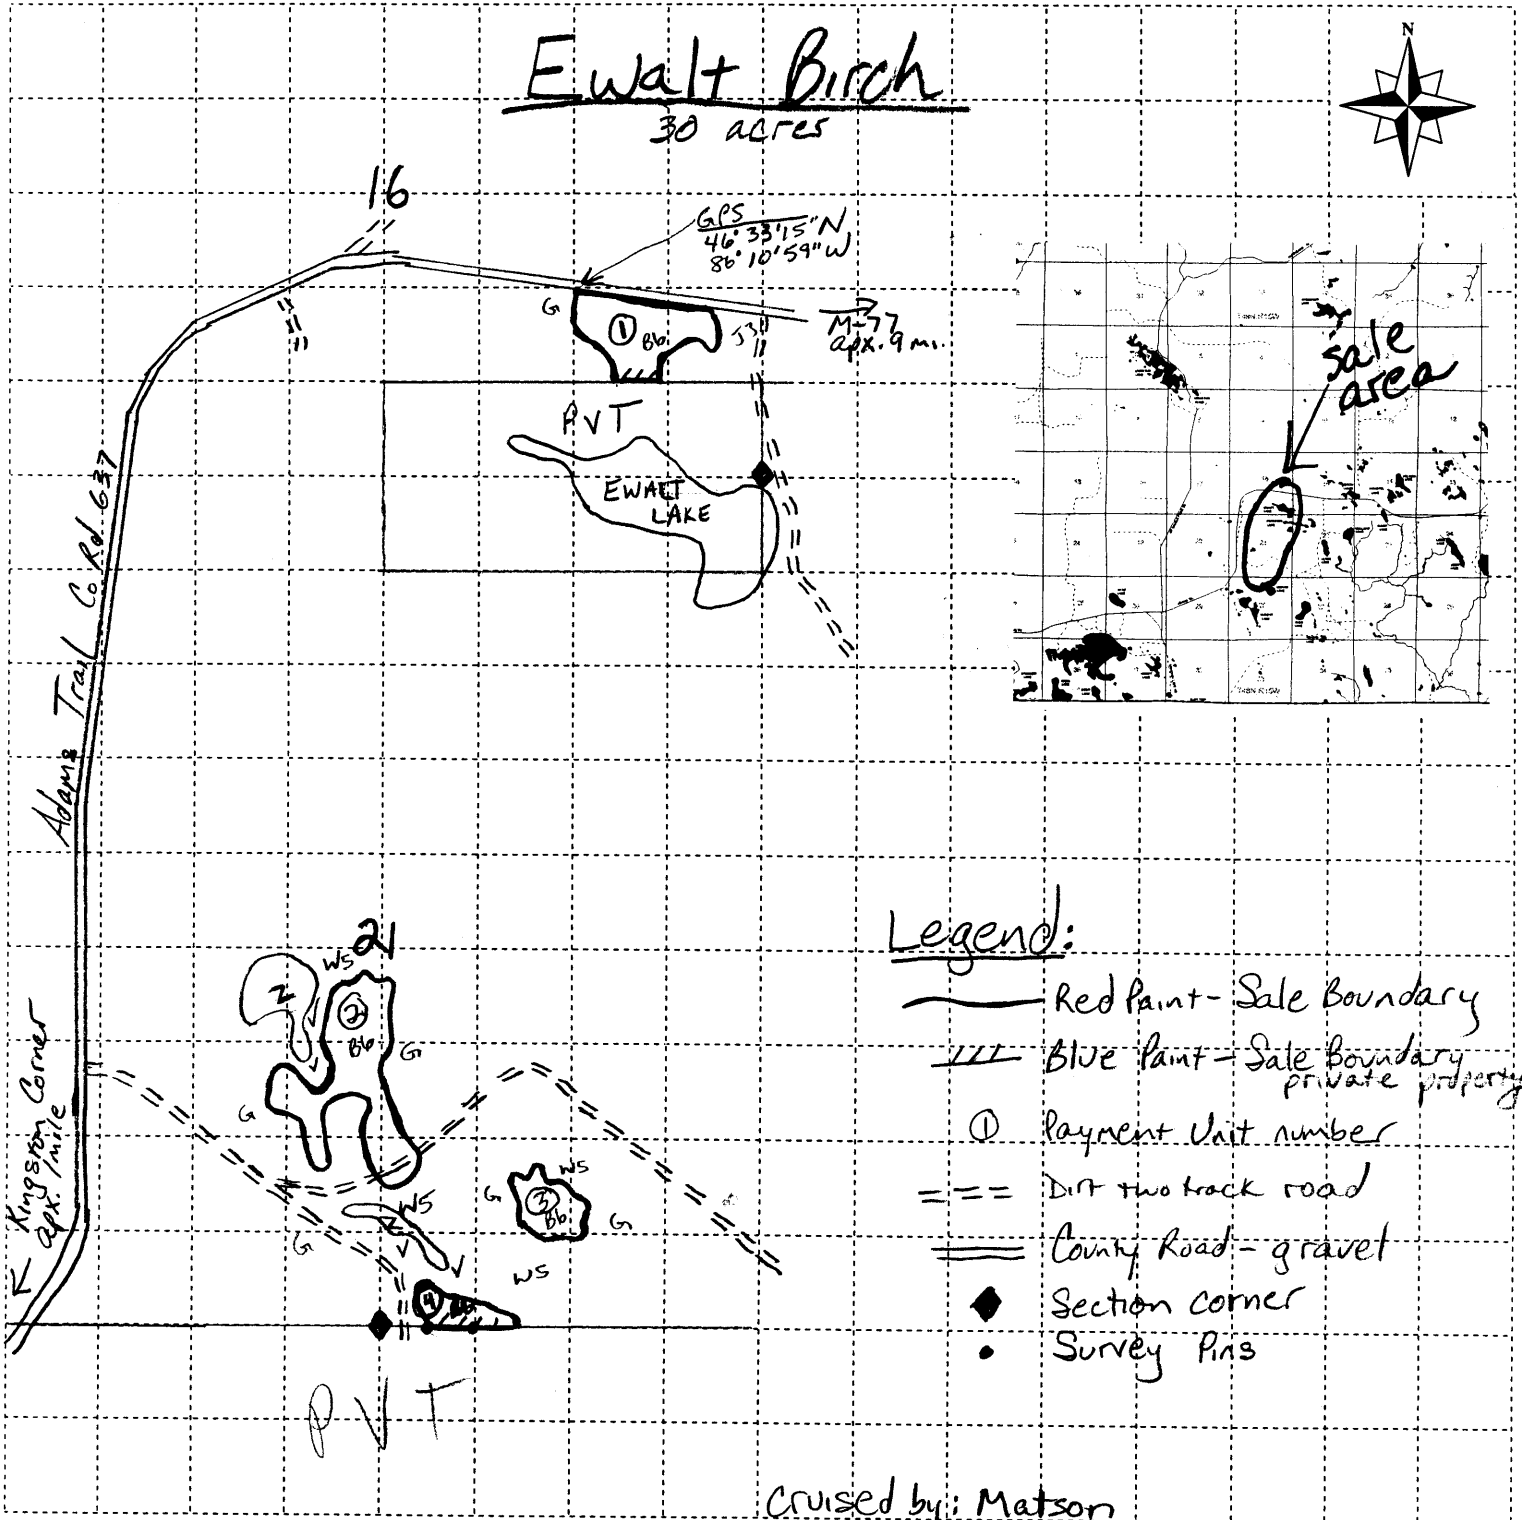 Ewalt Birch
30 acres
N
16
GPS
46° 33' 15" N
86° 10' 59" W
G
1
Bb
J3
M-77
apx. 9 mi.
PVT
EWALT
LAKE
sale
area
Adams Trail Co Rd. 637
21
WS
Z
2
Bb
G
G
Kingston Corner
apx. 1 mile
WS
WS
G
3
Bb
G
Z
G
WS
4
PVT
Legend:
Red Paint - Sale Boundary
Blue Paint - Sale Boundary
private property
1 Payment Unit number
Dirt two track road
County Road - gravel
Section corner
Survey Pins
Cruised by: Matson